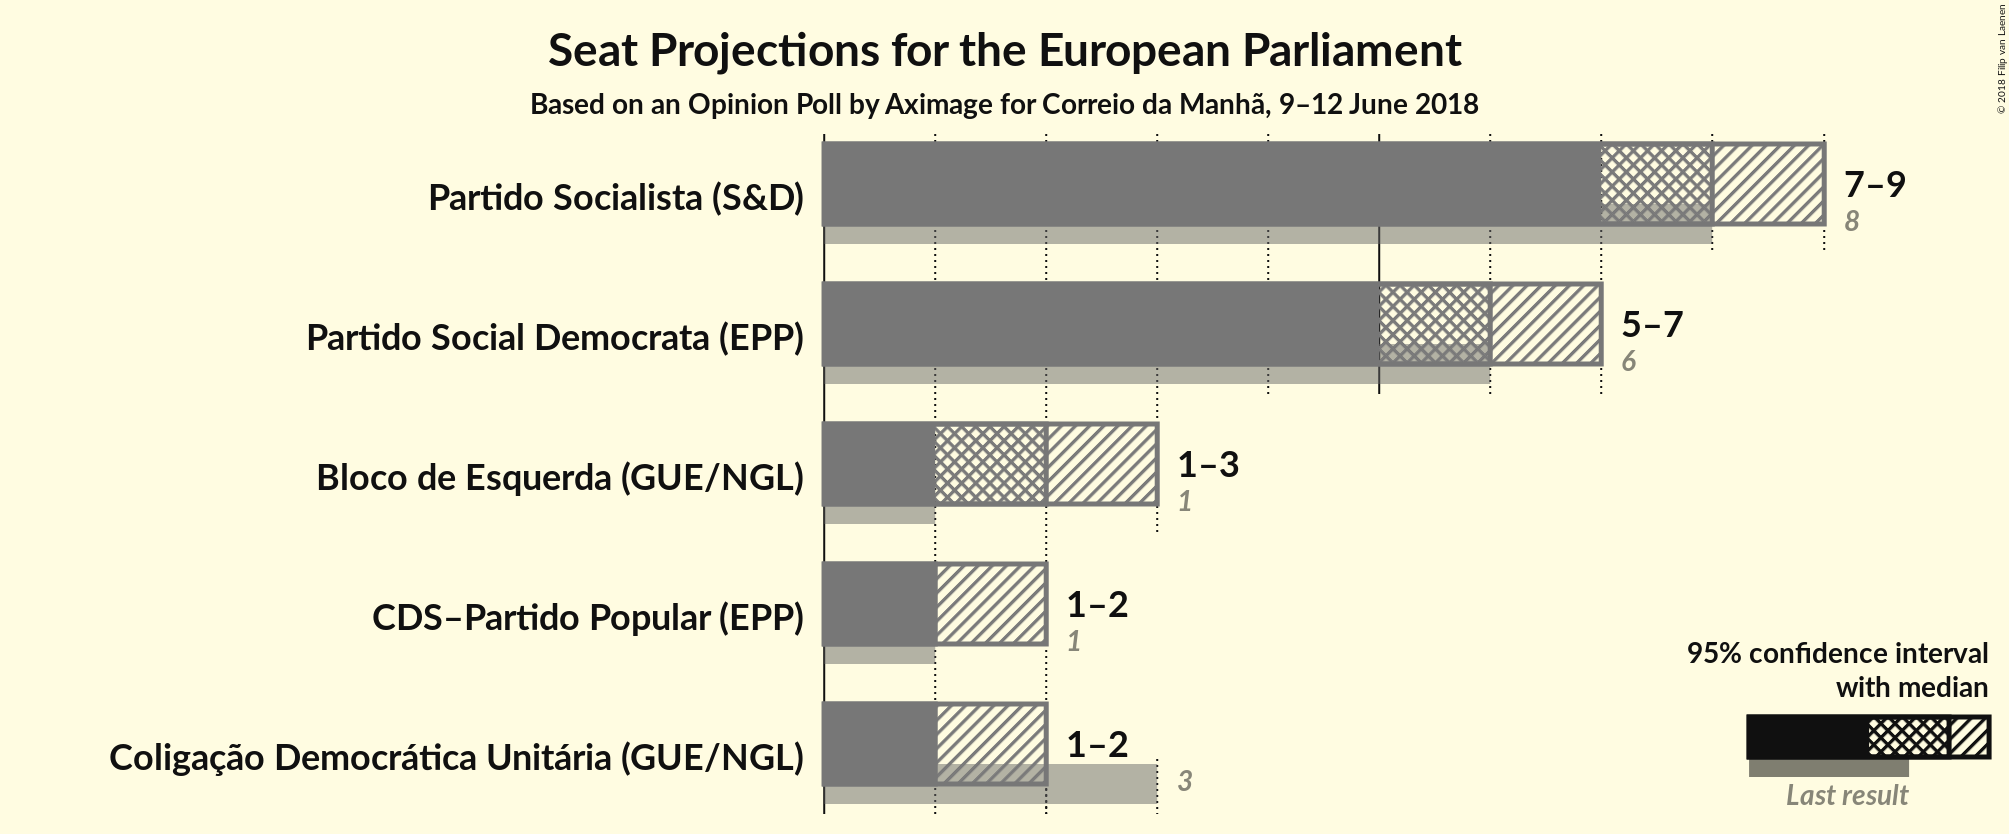 Seat Projections for the European Parliament
Based on an Opinion Poll by Aximage for Correio da Manhã, 9–12 June 2018
© 2018 Filip van Laenen
Partido Socialista (S&D)
7–9
8
Partido Social Democrata (EPP)
5–7
6
Bloco de Esquerda (GUE/NGL)
1–3
1
CDS–Partido Popular (EPP)
1–2
1
Coligação Democrática Unitária (GUE/NGL)
1–2
3
95% confidence interval
with median
Last result